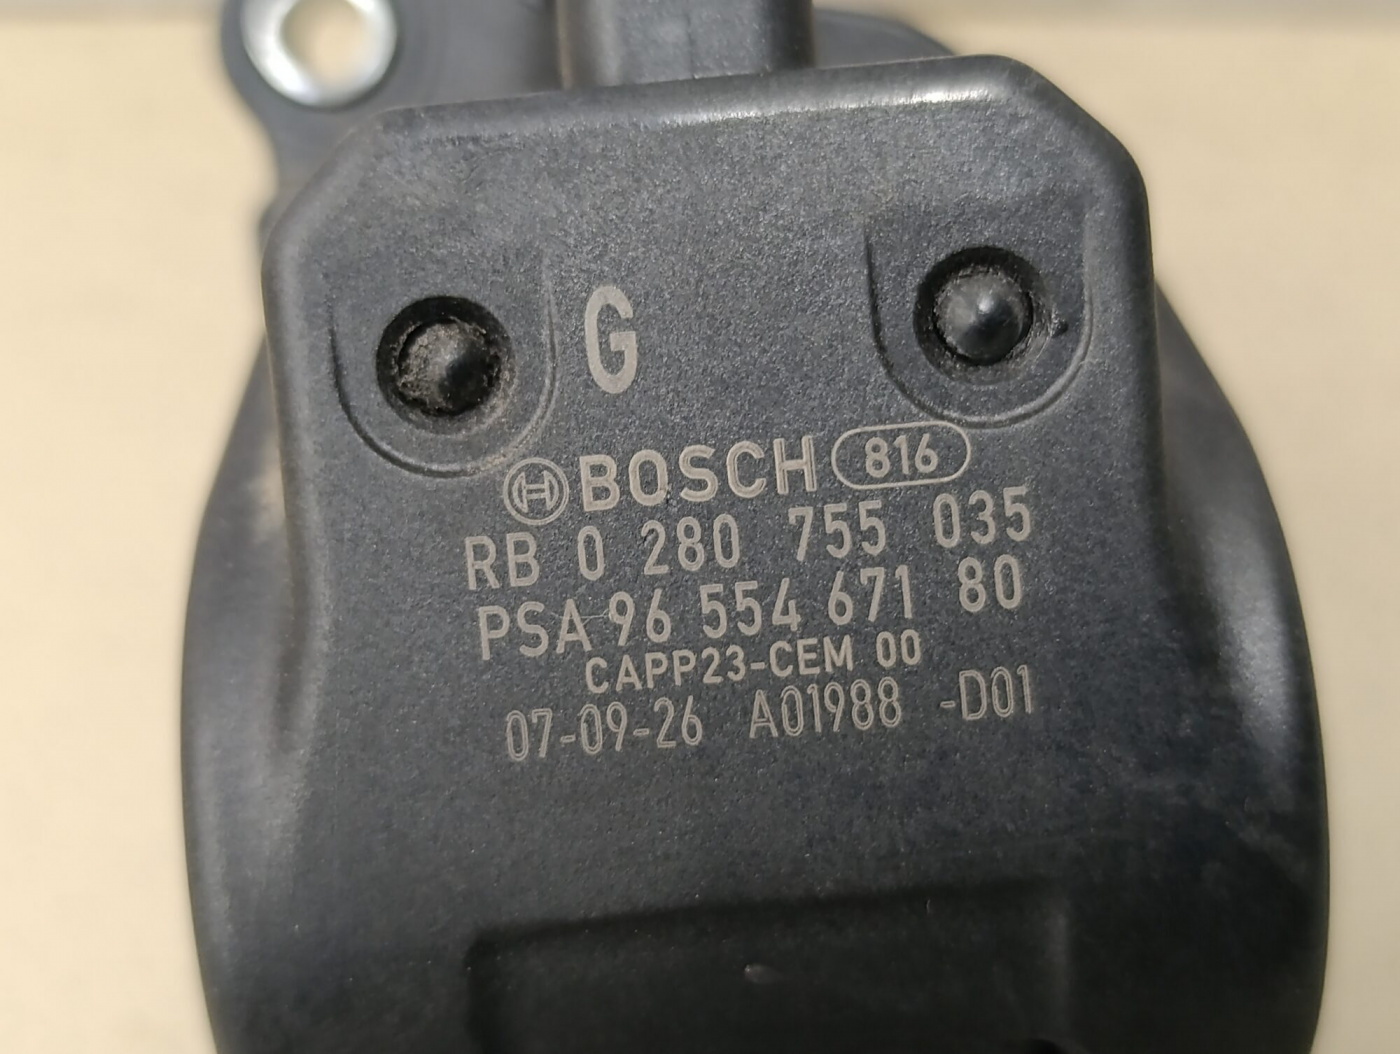 G
BOSCH 816
RB 0 280 755 035
PSA 96 554 671 80
CAPP23-CEM 00
07-09-26 A01988 -D01